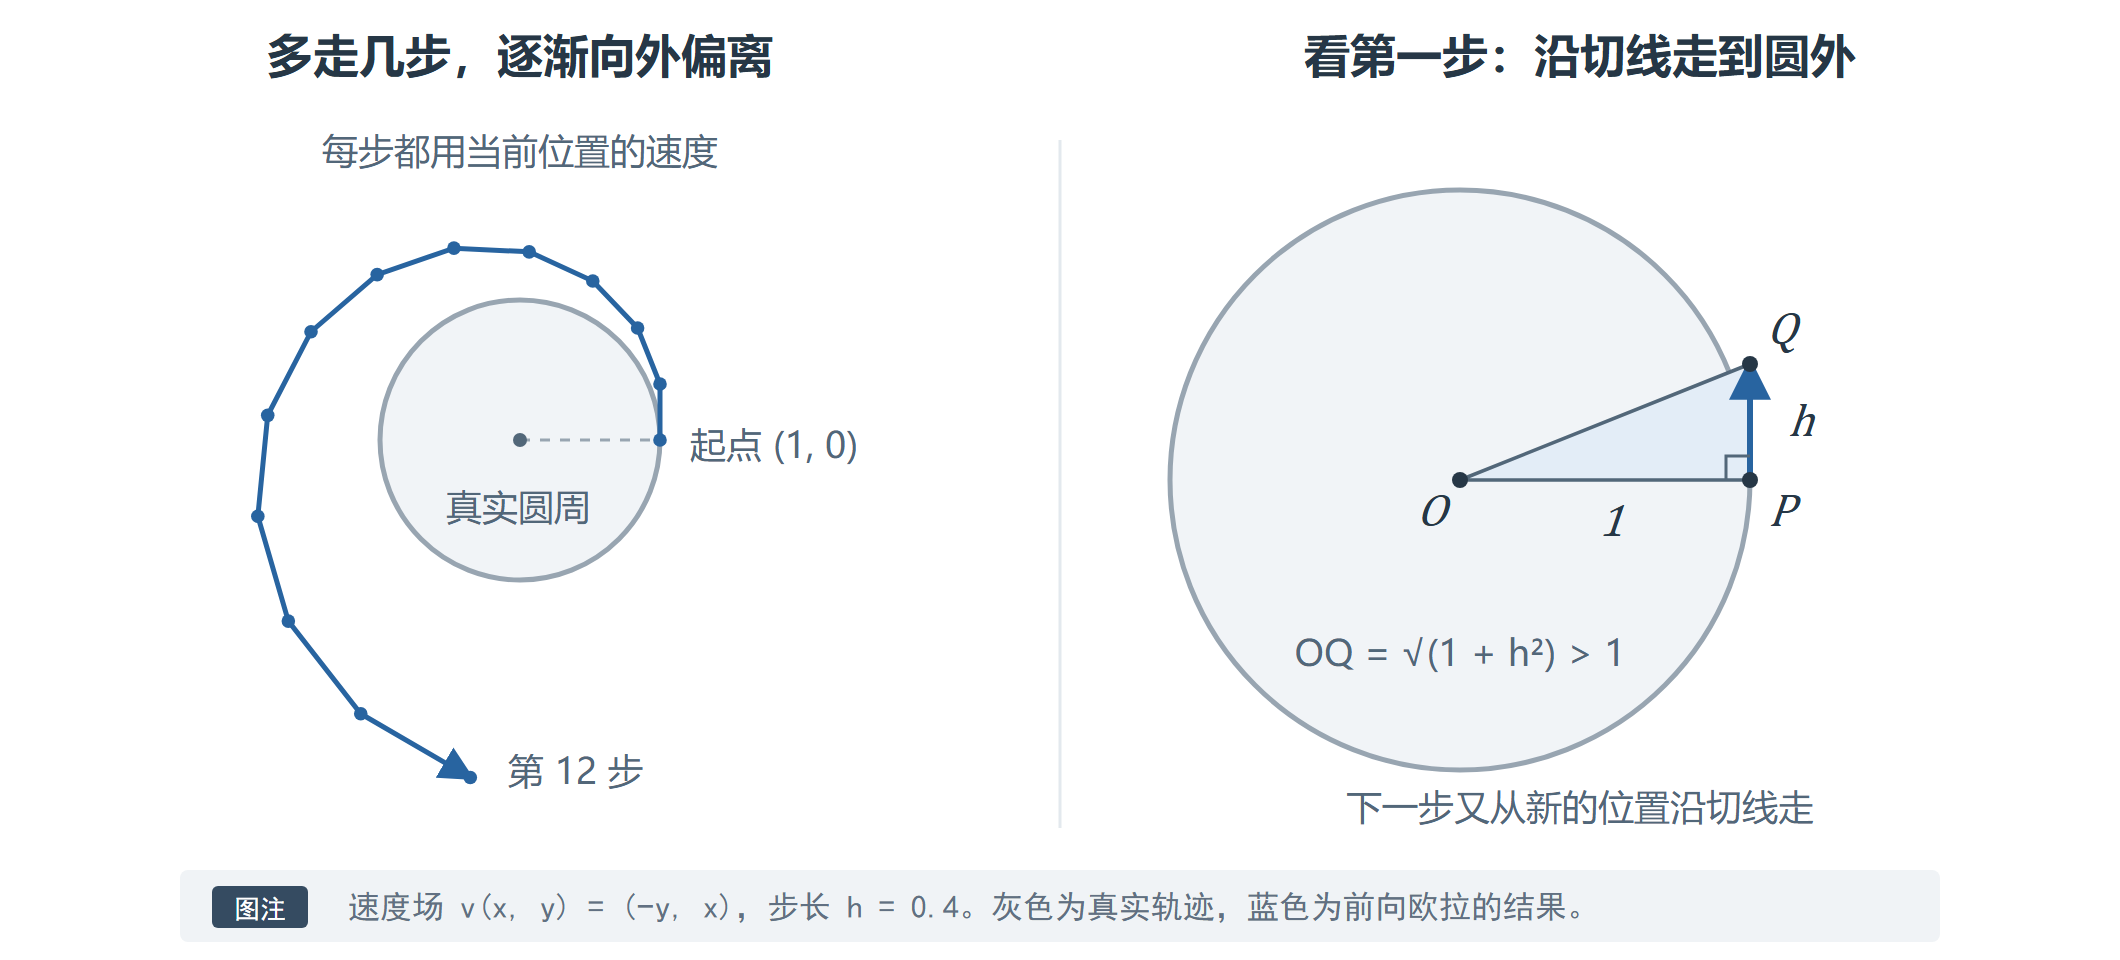 多走几步，逐渐向外偏离
每步都用当前位置的速度
起点 (1, 0)
真实圆周
第 12 步
看第一步：沿切线走到圆外
Q
h
O
1
P
OQ = √(1 + h²) > 1
下一步又从新的位置沿切线走
图注
速度场 v(x, y) = (−y, x)，步长 h = 0.4。灰色为真实轨迹，蓝色为前向欧拉的结果。